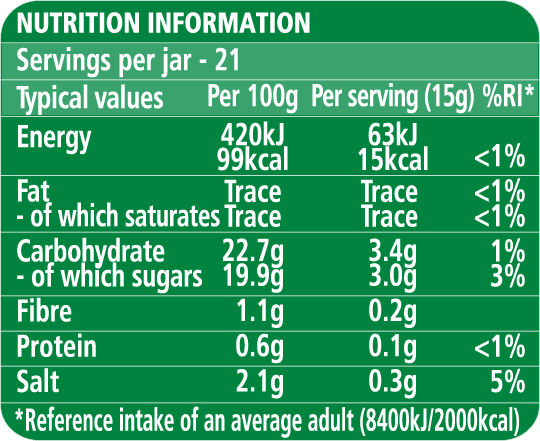 NUTRITION INFORMATION
Servings per jar - 21
Typical values Per 100g Per serving (15g) %RI*
Energy 420kJ 63kJ
99kcal 15kcal <1%
Fat Trace Trace <1%
- of which saturates Trace Trace <1%
Carbohydrate 22.7g 3.4g 1%
- of which sugars 19.9g 3.0g 3%
Fibre 1.1g 0.2g
Protein 0.6g 0.1g <1%
Salt 2.1g 0.3g 5%
*Reference intake of an average adult (8400kJ/2000kcal)